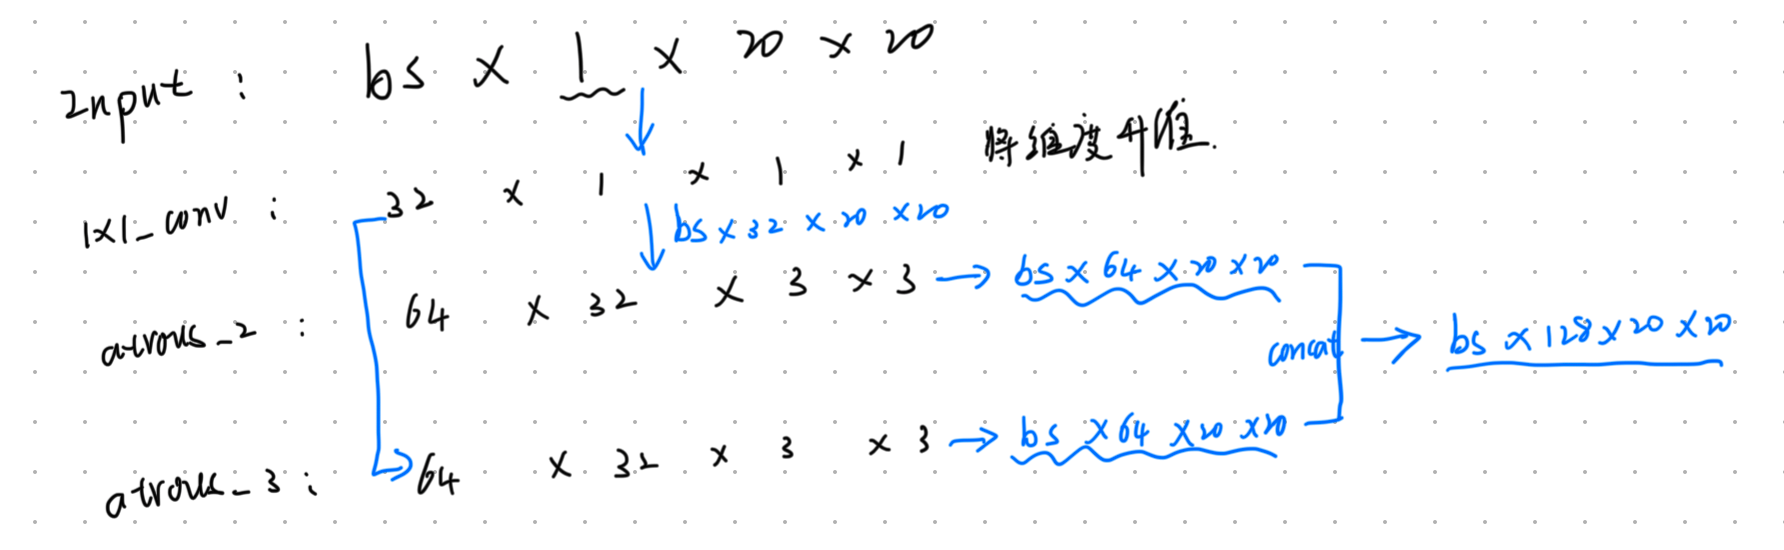 Input : bs × 1 × 20 × 20
1×1_conv : 32 × 1 × 1 × 1 将维度升维.
bs × 32 × 20 × 20
atrous_2 : 64 × 32 × 3 × 3 → bs × 64 × 20 × 20
concat → bs × 128 × 20 × 20
atrous_3 : 64 × 32 × 3 × 3 → bs × 64 × 20 × 20